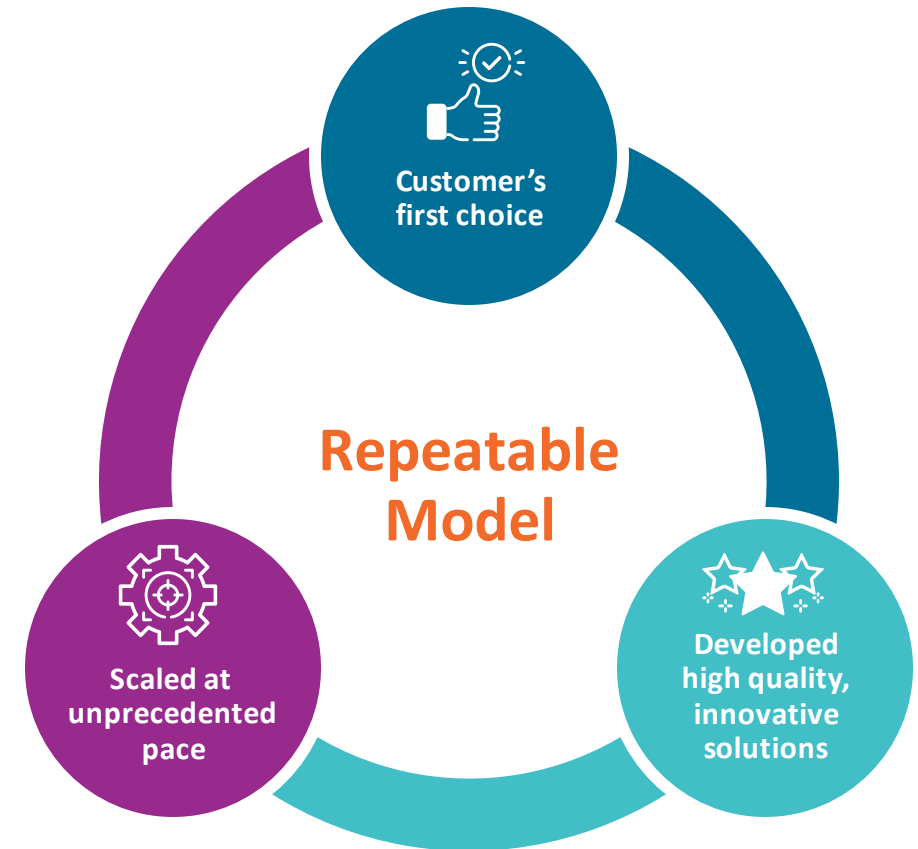 Customer’s
first choice
Repeatable
Model
Scaled at
unprecedented
pace
Developed
high quality,
innovative
solutions